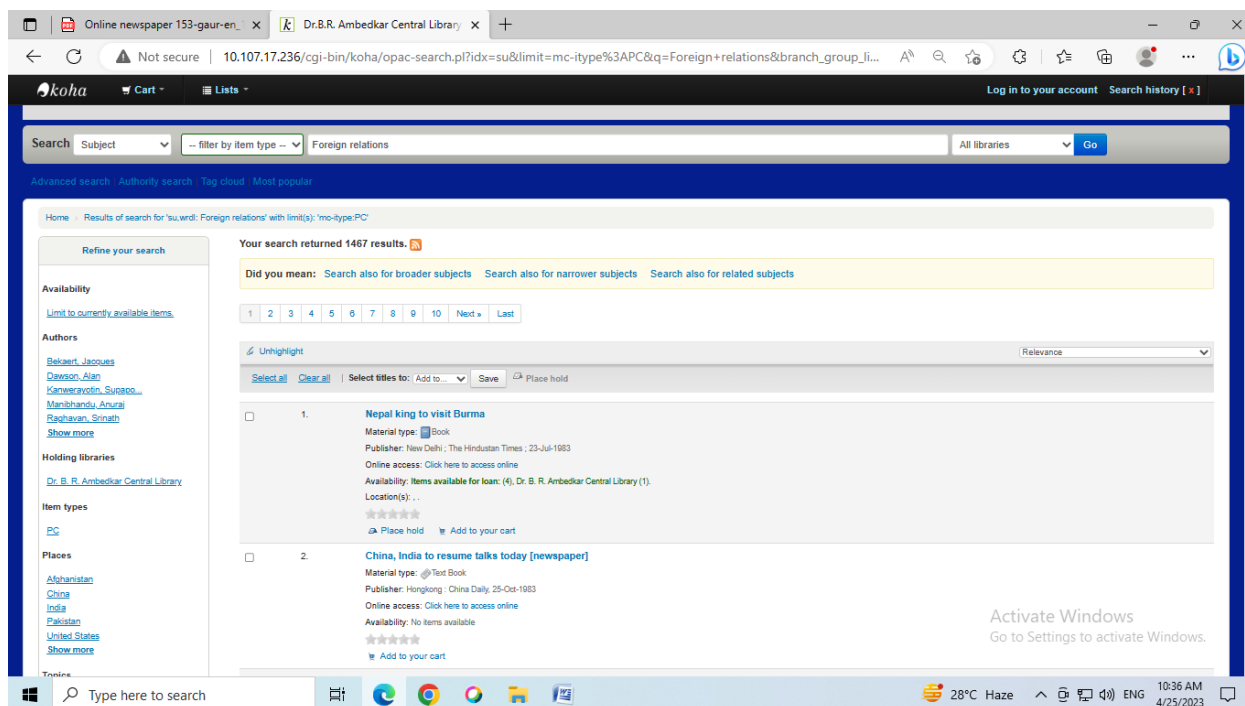 Online newspaper 153-gaur-en_
Dr.B.R. Ambedkar Central Library
Not secure | 10.107.17.236/cgi-bin/koha/opac-search.pl?idx=su&limit=mc-itype%3APC&q=Foreign+relations&branch_group_li...
koha Cart Lists Log in to your account Search history [ x ]
Search Subject -- filter by item type -- Foreign relations All libraries Go
Advanced search | Authority search | Tag cloud | Most popular
Home › Results of search for 'su,wrdl: Foreign relations' with limit(s): 'mc-itype:PC'
Refine your search
Availability
Limit to currently available items.
Authors
Bekaert, Jacques
Dawson, Alan
Kanwerayotin, Supapo...
Manibhandu, Anuraj
Raghavan, Srinath
Show more
Holding libraries
Dr. B. R. Ambedkar Central Library
Item types
PC
Places
Afghanistan
China
India
Pakistan
United States
Show more
Topics
Your search returned 1467 results.
Did you mean: Search also for broader subjects Search also for narrower subjects Search also for related subjects
1 2 3 4 5 6 7 8 9 10 Next » Last
Unhighlight Relevance
Select all Clear all | Select titles to: Add to... Save Place hold
1. Nepal king to visit Burma
Material type: Book
Publisher: New Delhi ; The Hindustan Times ; 23-Jul-1983
Online access: Click here to access online
Availability: Items available for loan: (4), Dr. B. R. Ambedkar Central Library (1).
Location(s): , .
Place hold Add to your cart
2. China, India to resume talks today [newspaper]
Material type: Text Book
Publisher: Hongkong : China Daily, 25-Oct-1983
Online access: Click here to access online
Availability: No items available
Add to your cart
Activate Windows
Go to Settings to activate Windows.
Type here to search 28°C Haze ENG 10:36 AM
4/25/2023